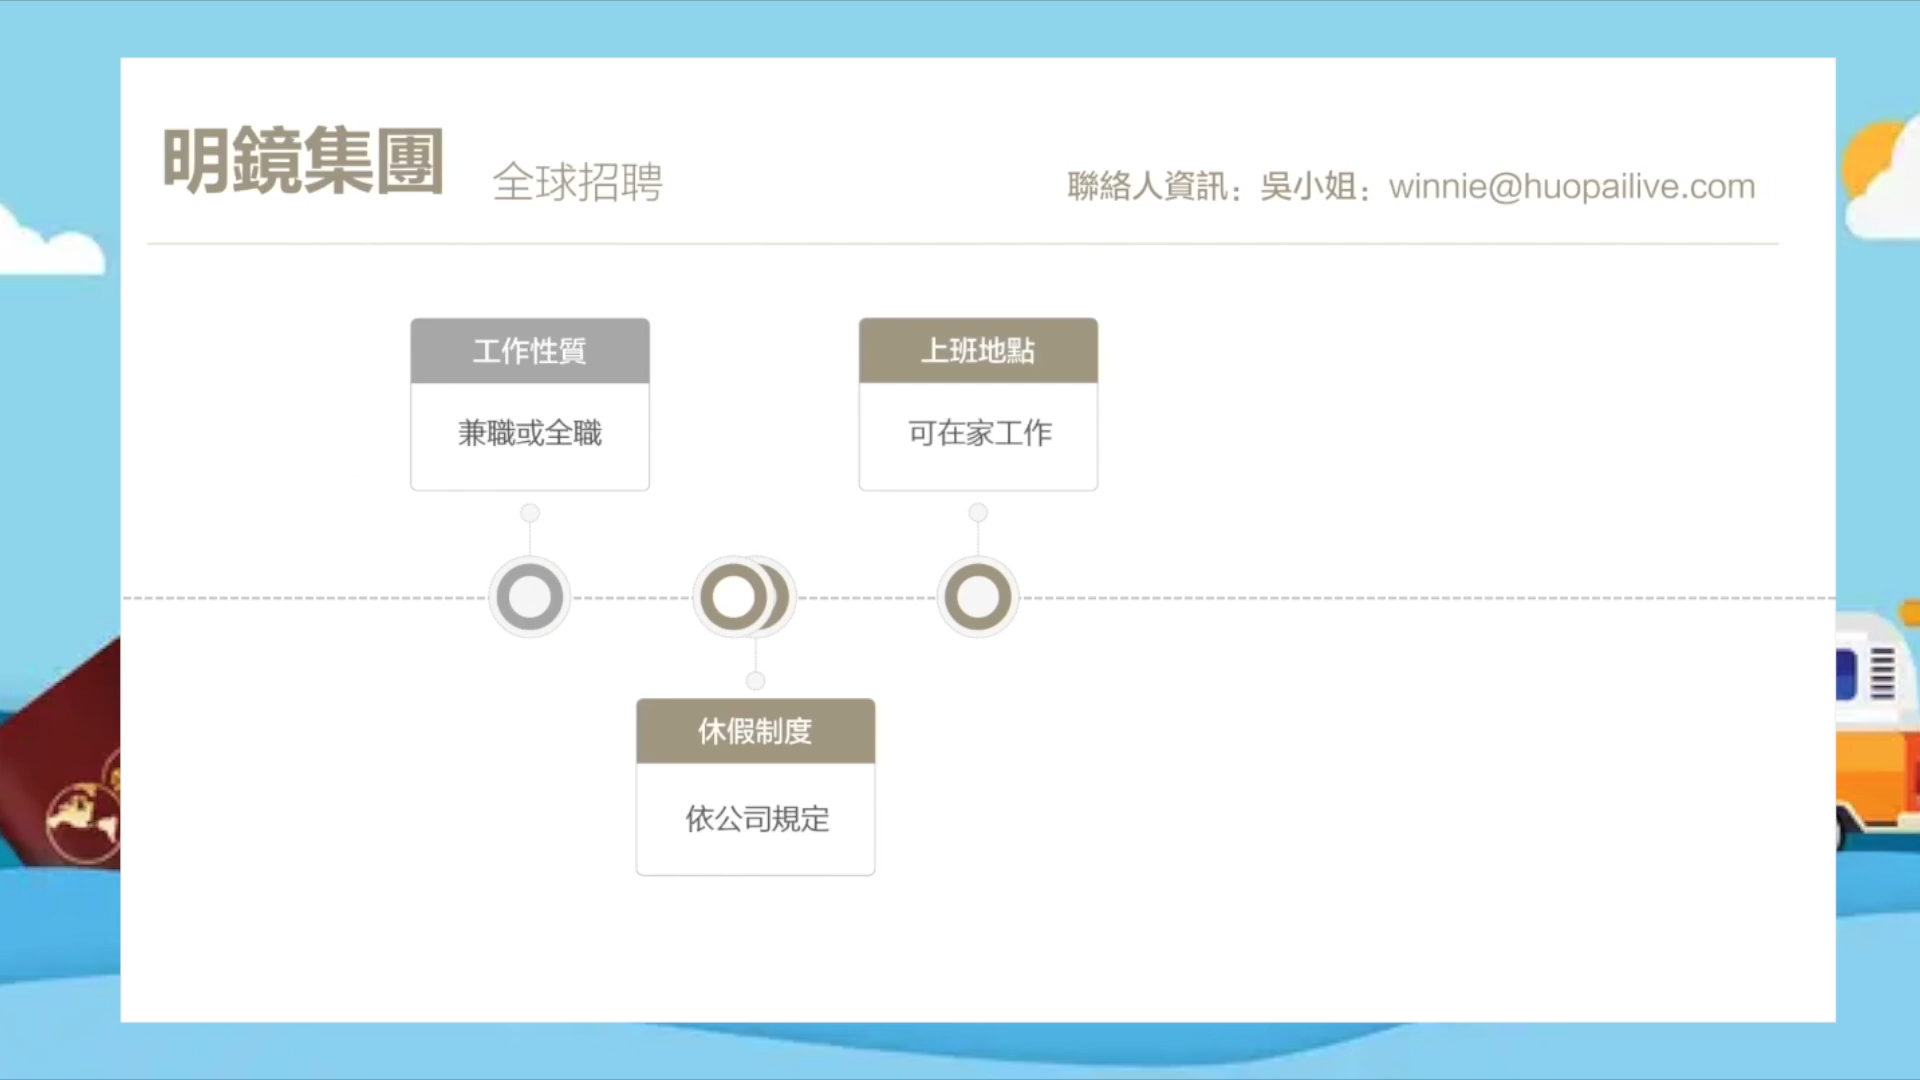 明鏡集團
全球招聘
聯絡人資訊：吳小姐：winnie@huopailive.com
工作性質
兼職或全職
上班地點
可在家工作
休假制度
依公司規定